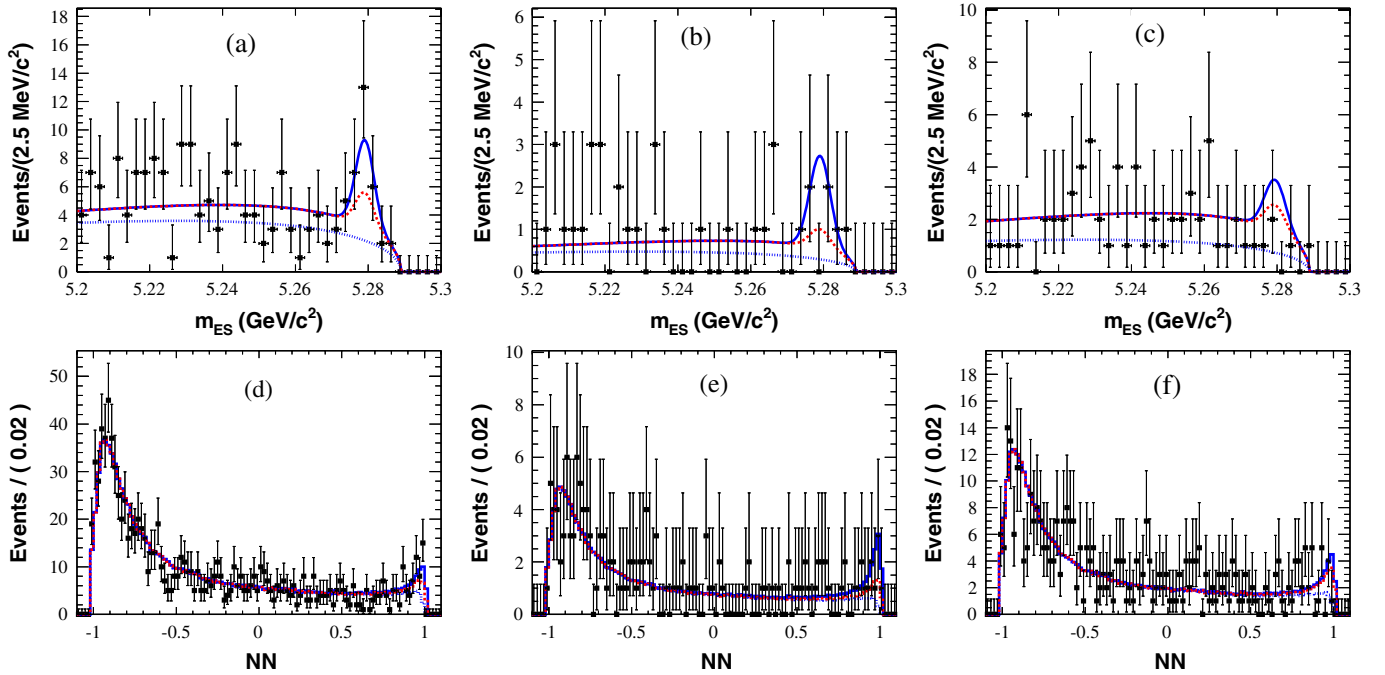 (a)
Events/(2.5 MeV/c²)
18
16
14
12
10
8
6
4
2
0
5.2 5.22 5.24 5.26 5.28 5.3
m_ES (GeV/c²)
(b)
Events/(2.5 MeV/c²)
6
5
4
3
2
1
0
5.2 5.22 5.24 5.26 5.28 5.3
m_ES (GeV/c²)
(c)
Events/(2.5 MeV/c²)
10
8
6
4
2
0
5.2 5.22 5.24 5.26 5.28 5.3
m_ES (GeV/c²)
(d)
Events / ( 0.02 )
50
40
30
20
10
0
-1 -0.5 0 0.5 1
NN
(e)
Events / ( 0.02 )
10
8
6
4
2
0
-1 -0.5 0 0.5 1
NN
(f)
Events / ( 0.02 )
18
16
14
12
10
8
6
4
2
0
-1 -0.5 0 0.5 1
NN